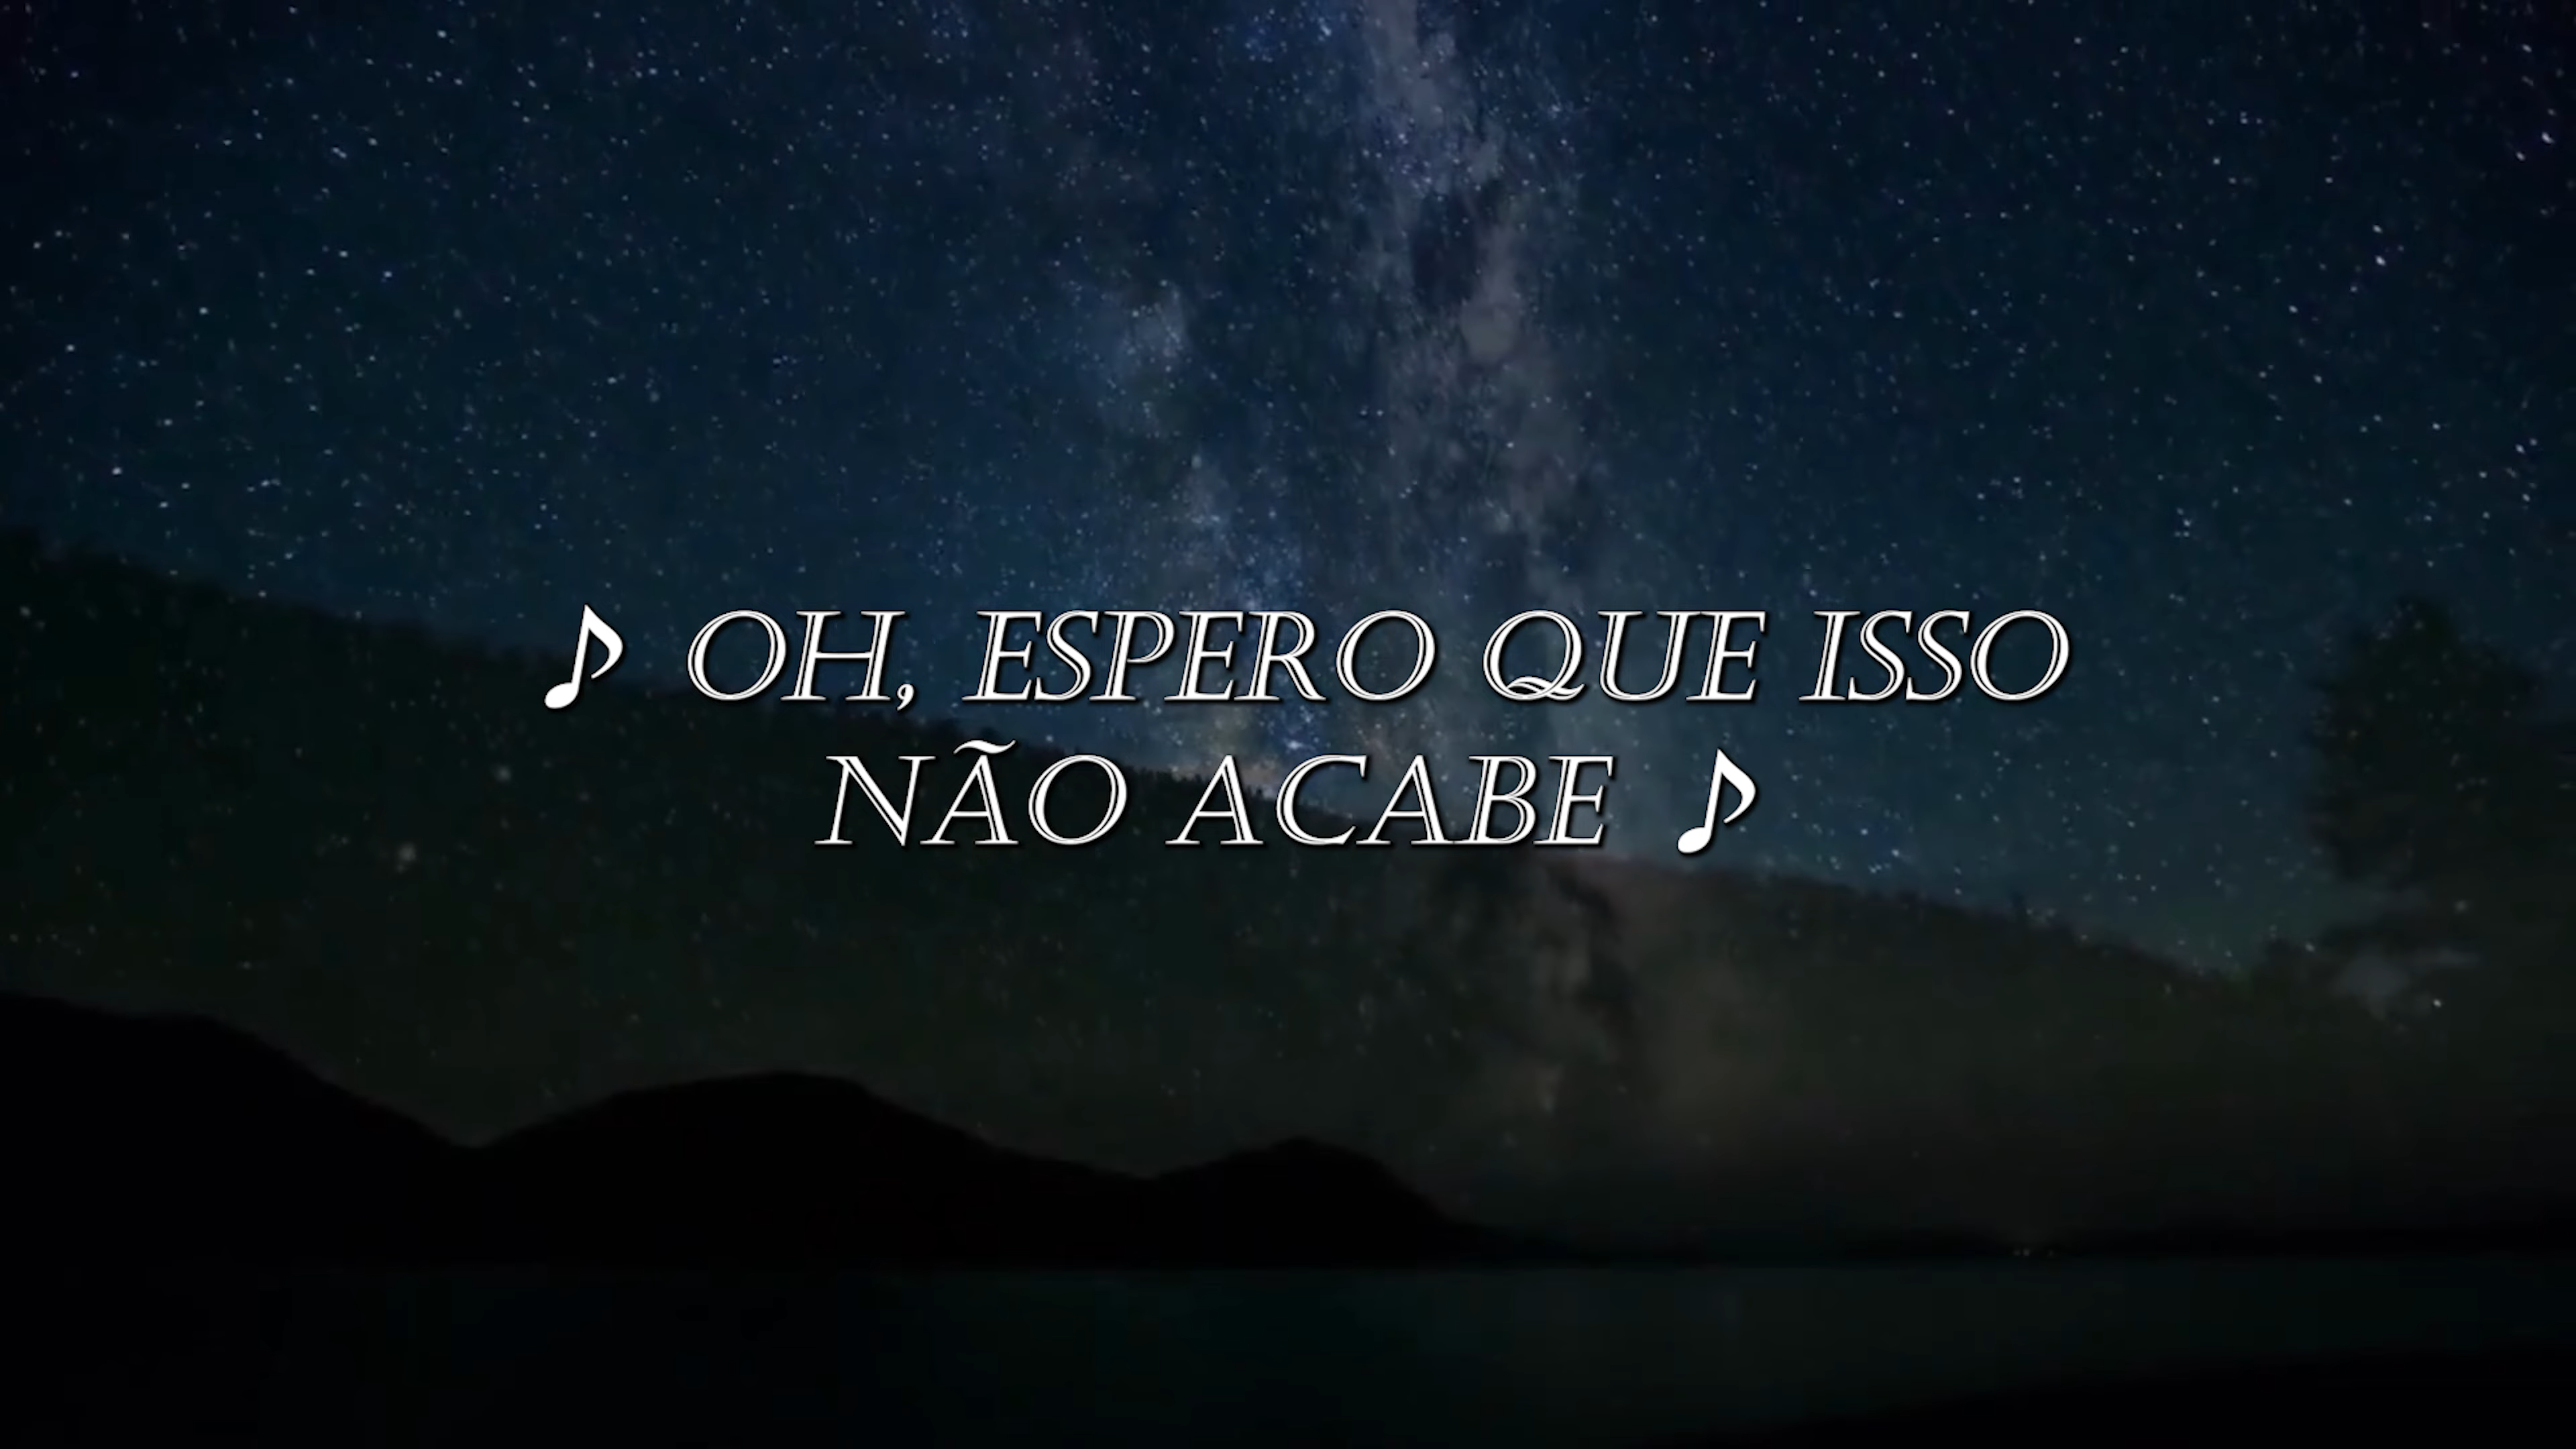 ♪ OH, ESPERO QUE ISSO
NÃO ACABE ♪